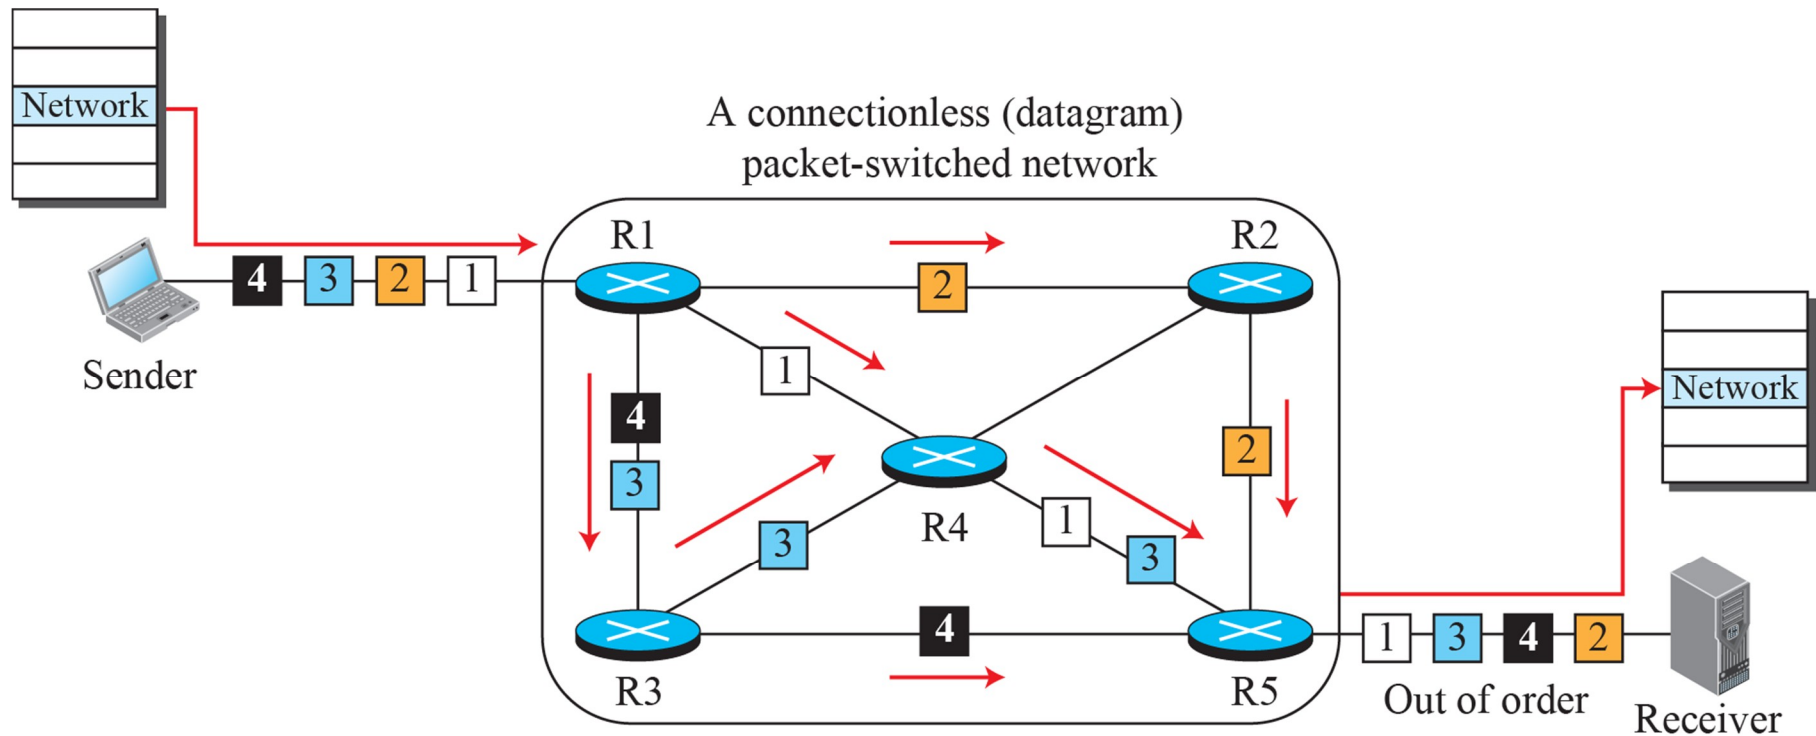 Network
A connectionless (datagram)
packet-switched network
R1
R2
4 3 2 1
2
Sender
1
4
3
2
Network
R4
3
1
3
4
R3
R5
1 3 4 2
Out of order
Receiver